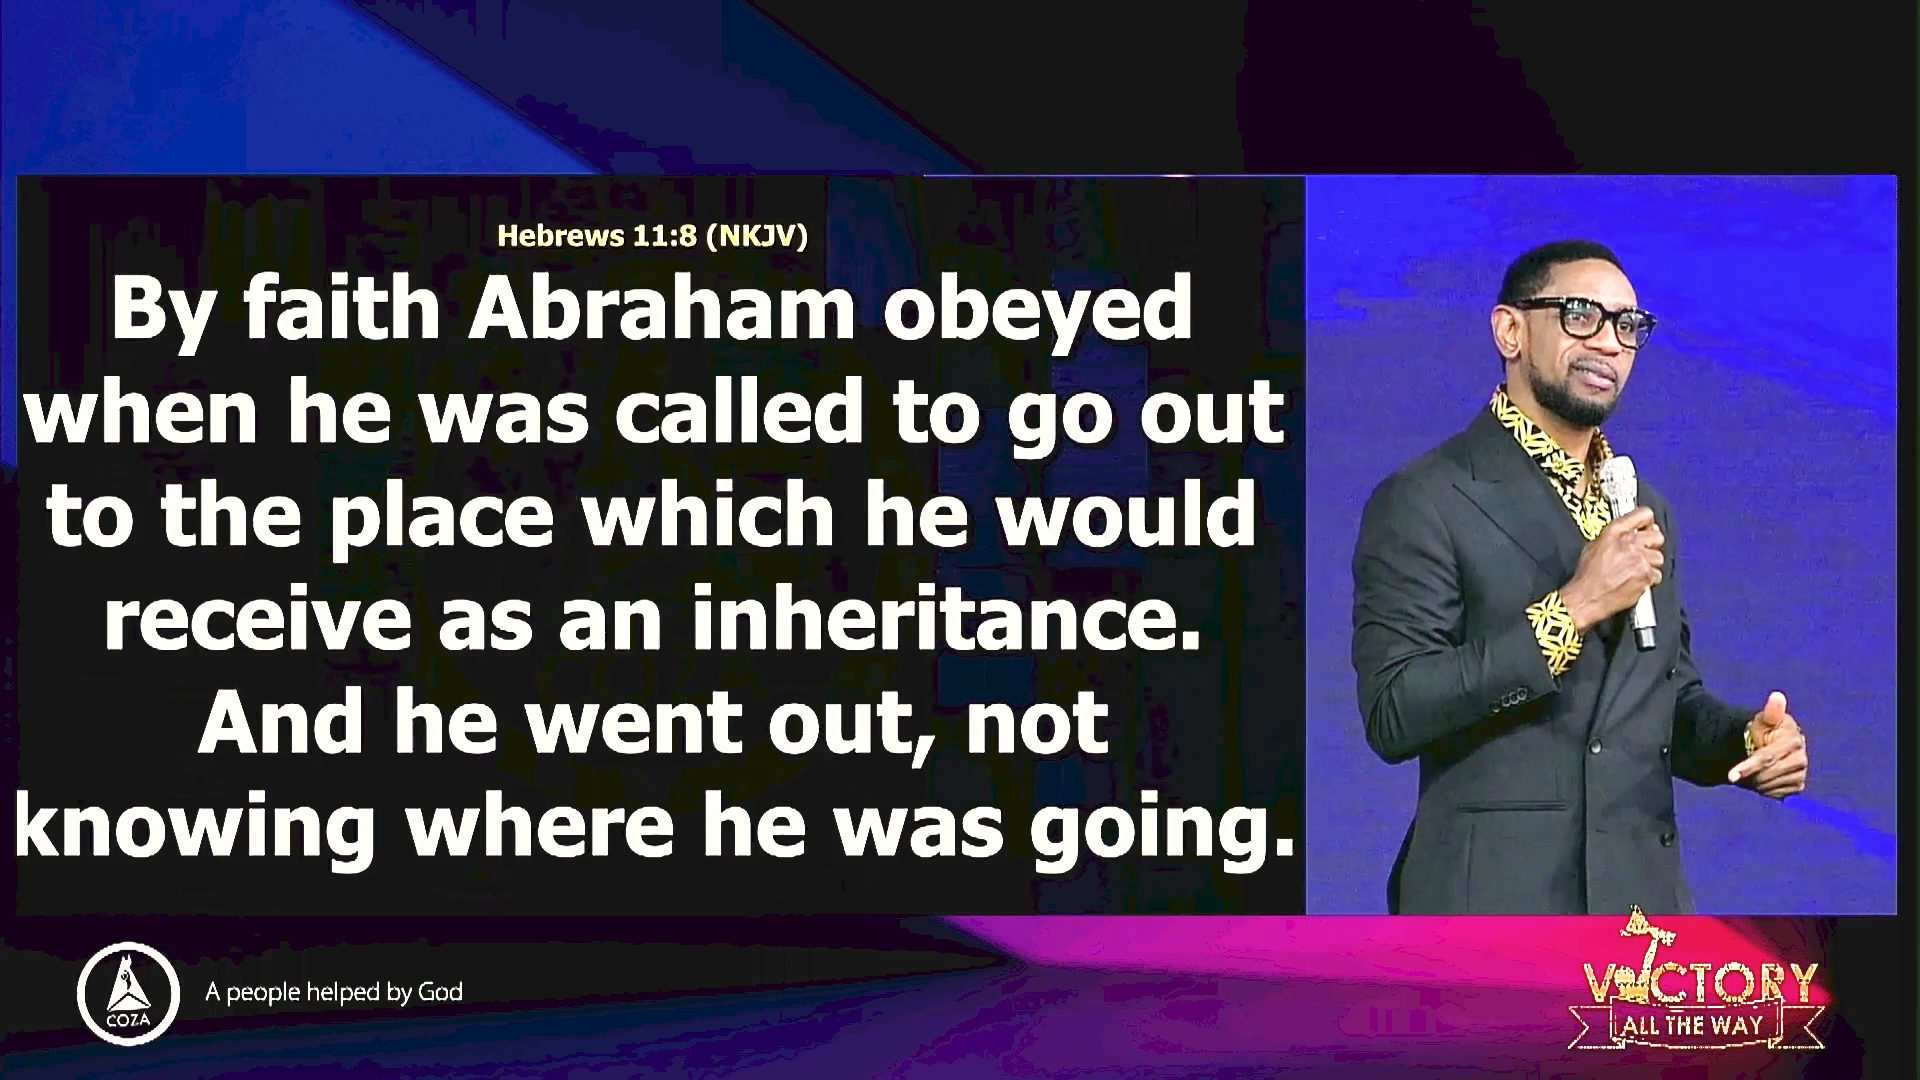 Hebrews 11:8 (NKJV)
By faith Abraham obeyed
when he was called to go out
to the place which he would
receive as an inheritance.
And he went out, not
knowing where he was going.
COZA
A people helped by God
VICTORY
ALL THE WAY